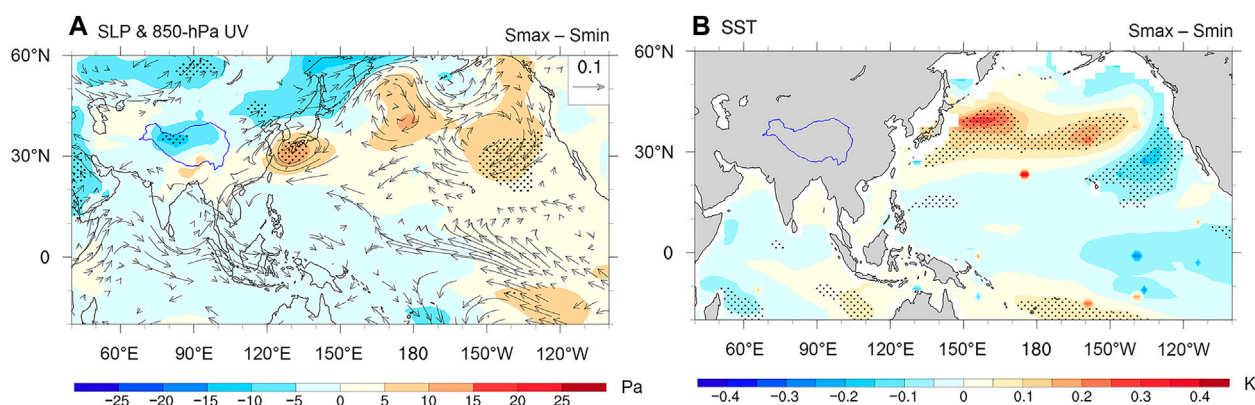 A SLP & 850-hPa UV Smax – Smin
0.1
60°N
30°N
0
60°E 90°E 120°E 150°E 180 150°W 120°W
−25 −20 −15 −10 −5 0 5 10 15 20 25 Pa
B SST Smax – Smin
60°N
30°N
0
60°E 90°E 120°E 150°E 180 150°W 120°W
−0.4 −0.3 −0.2 −0.1 0 0.1 0.2 0.3 0.4 K